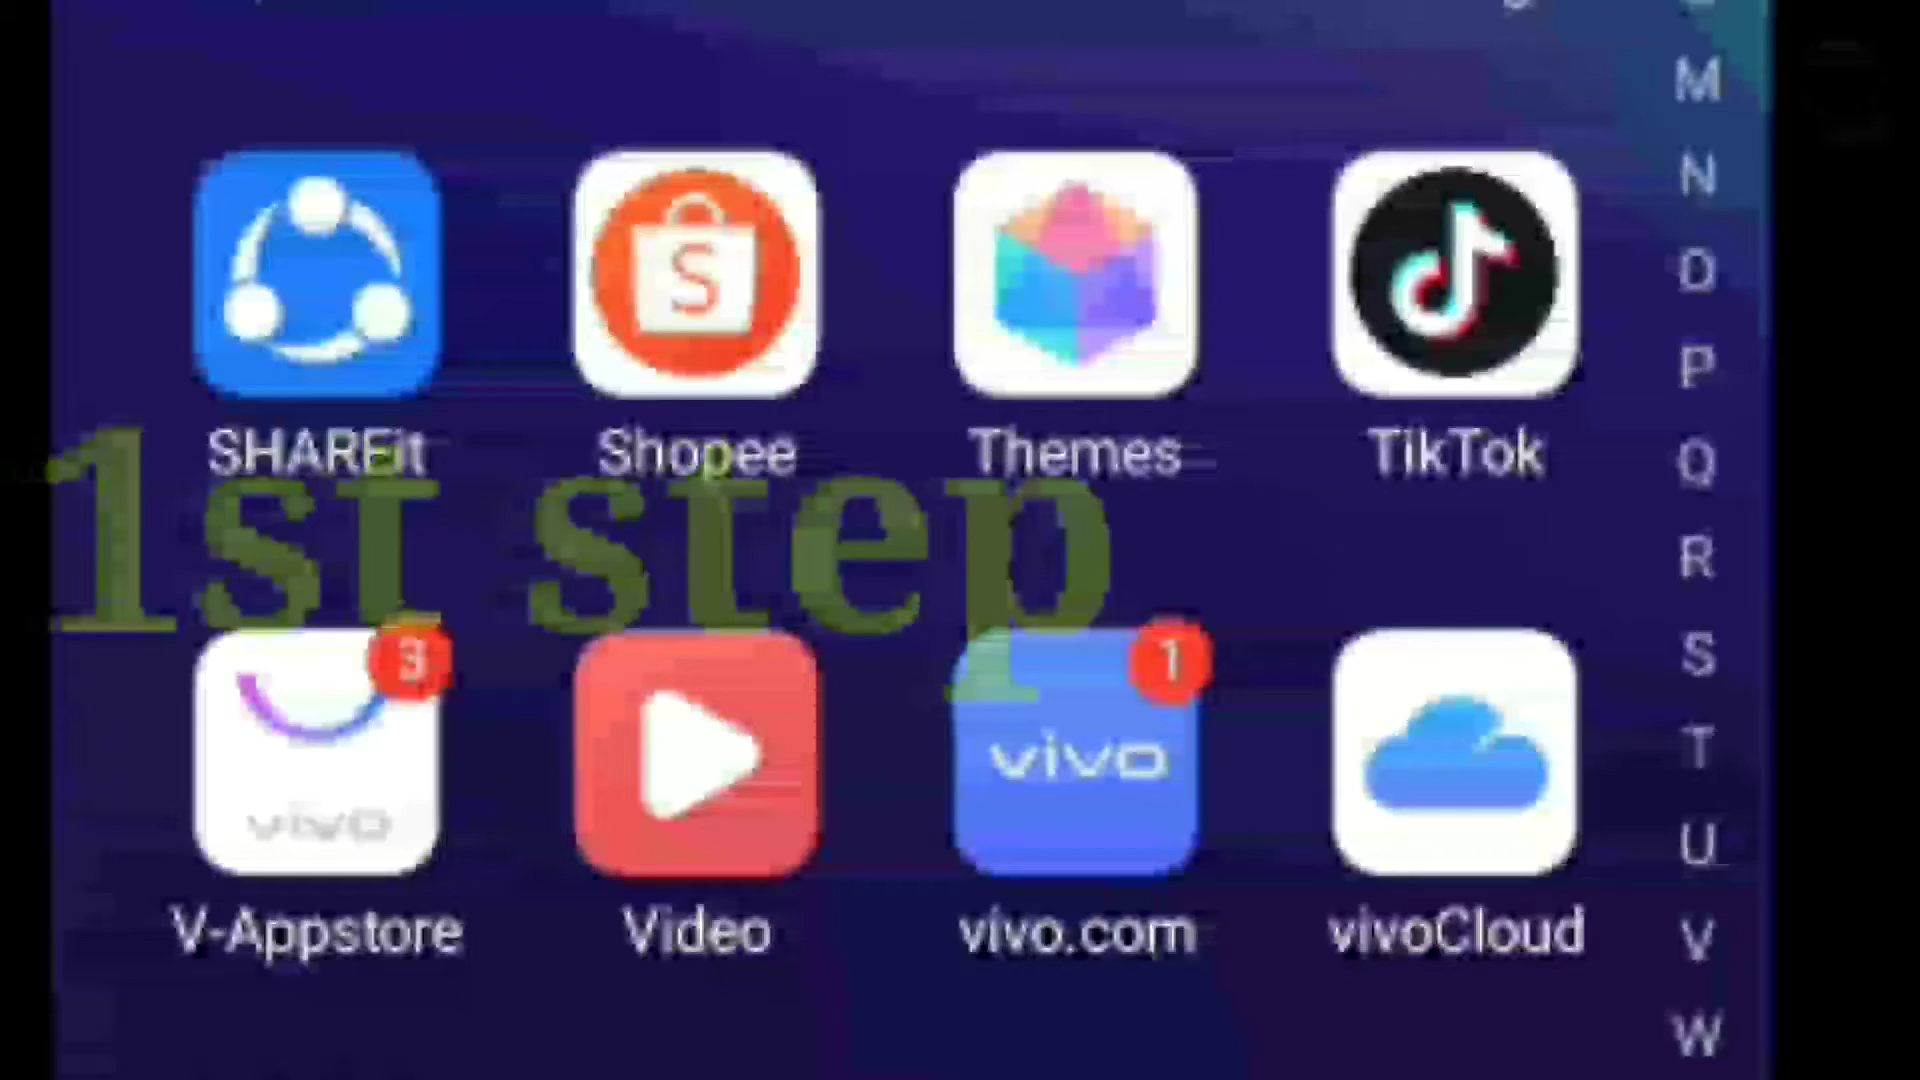 M
N
O
P
Q
R
S
T
U
V
W
S
SHAREit
Shopee
Themes
TikTok
1st step
3
1
vivo
vivo
V-Appstore
Video
vivo.com
vivoCloud